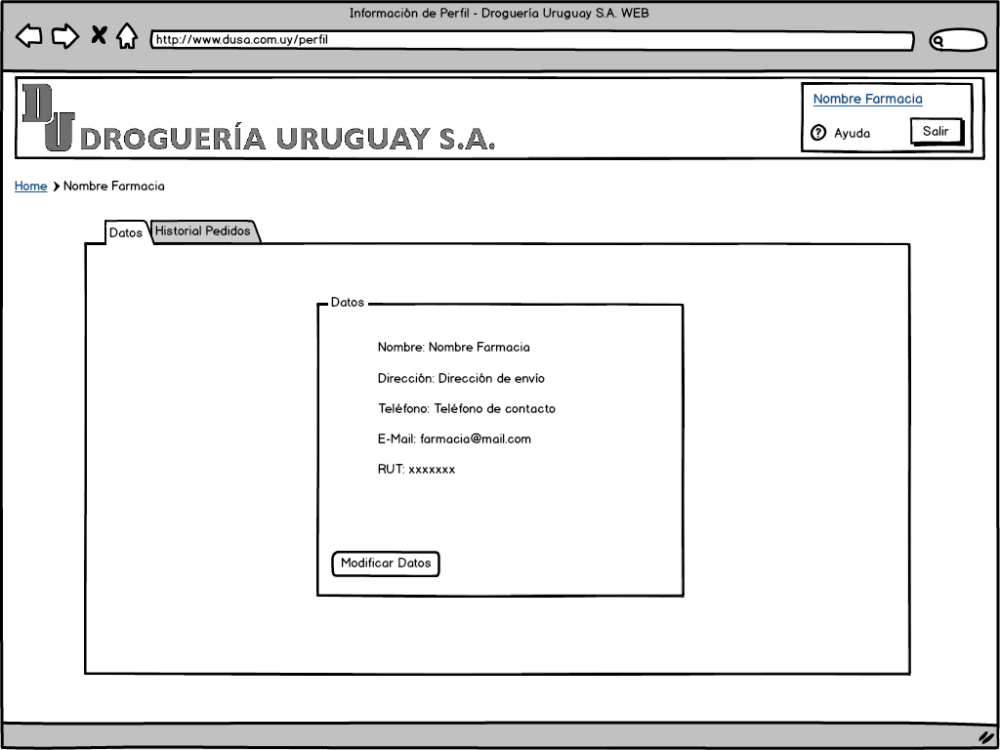 Información de Perfil - Droguería Uruguay S.A. WEB
http://www.dusa.com.uy/perfil
DU DROGUERÍA URUGUAY S.A.
Nombre Farmacia
? Ayuda
Salir
Home > Nombre Farmacia
Datos
Historial Pedidos
Datos
Nombre: Nombre Farmacia
Dirección: Dirección de envío
Teléfono: Teléfono de contacto
E-Mail: farmacia@mail.com
RUT: xxxxxxx
Modificar Datos